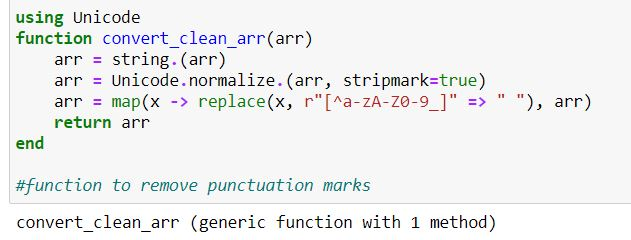 using Unicode
function convert_clean_arr(arr)
    arr = string.(arr)
    arr = Unicode.normalize.(arr, stripmark=true)
    arr = map(x -> replace(x, r"[^a-zA-Z0-9_]" => " "), arr)
    return arr
end
#function to remove punctuation marks
convert_clean_arr (generic function with 1 method)